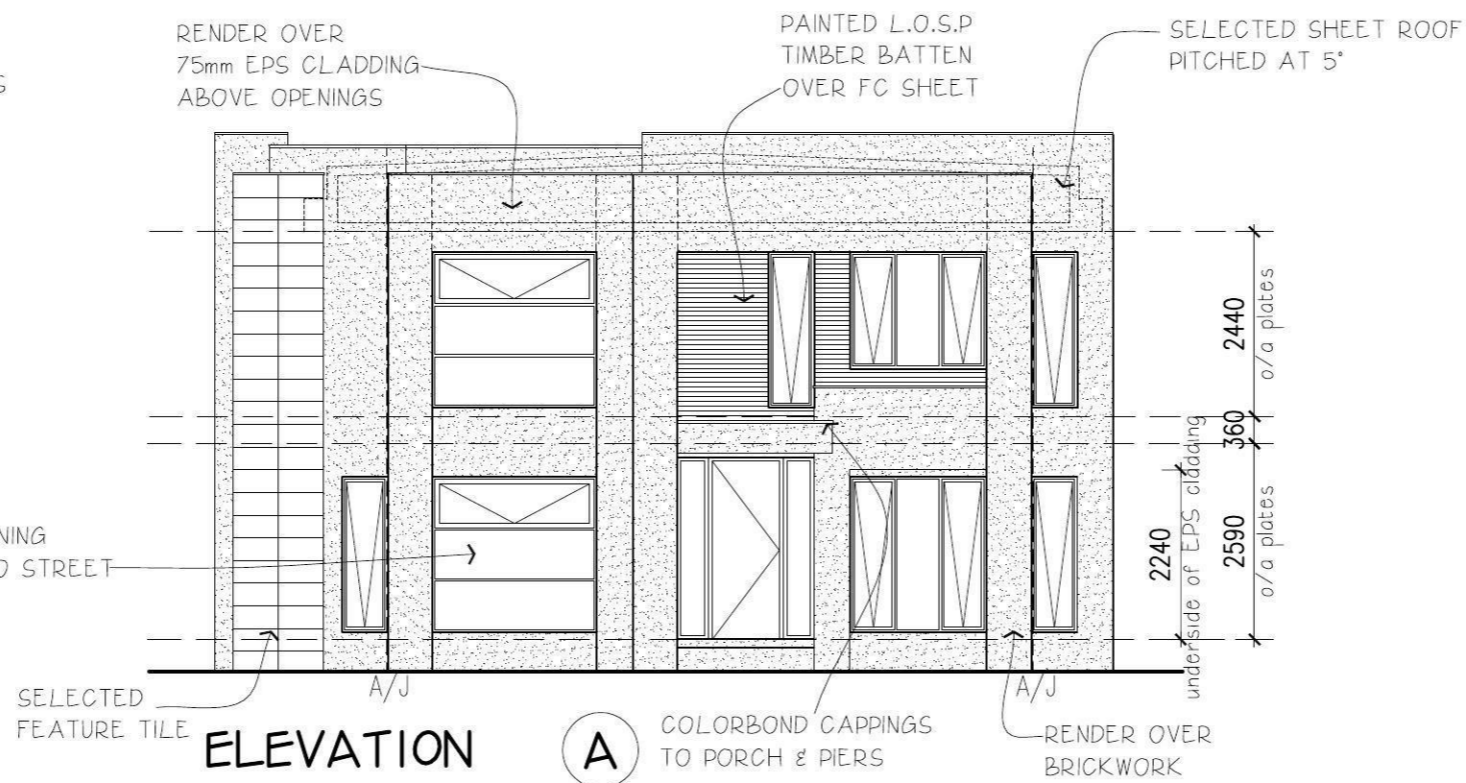 RENDER OVER
75mm EPS CLADDING
ABOVE OPENINGS
PAINTED L.O.S.P
TIMBER BATTEN
OVER FC SHEET
SELECTED SHEET ROOF
PITCHED AT 5°
2440
o/a plates
360
2590
o/a plates
2240
underside of EPS cladding
STREET
A/J
A/J
SELECTED
FEATURE TILE
COLORBOND CAPPINGS
TO PORCH & PIERS
RENDER OVER
BRICKWORK
ELEVATION
A